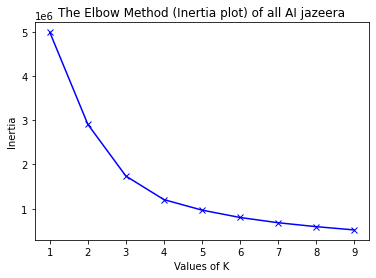 The Elbow Method (Inertia plot) of all AI jazeera
1e6
5
4
3
2
1
Inertia
1 2 3 4 5 6 7 8 9
Values of K